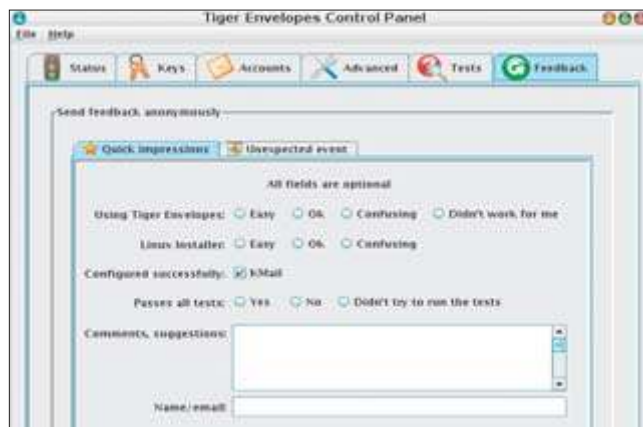 Tiger Envelopes Control Panel
File Help
Status Keys Accounts Advanced Tests Feedback
Send feedback anonymously
Quick impressions Unexpected event
All fields are optional
Using Tiger Envelopes: Easy Ok Confusing Didn't work for me
Linux Installer: Easy Ok Confusing
Configured successfully: KMail
Passes all tests: Yes No Didn't try to run the tests
Comments, suggestions:
Name/email: